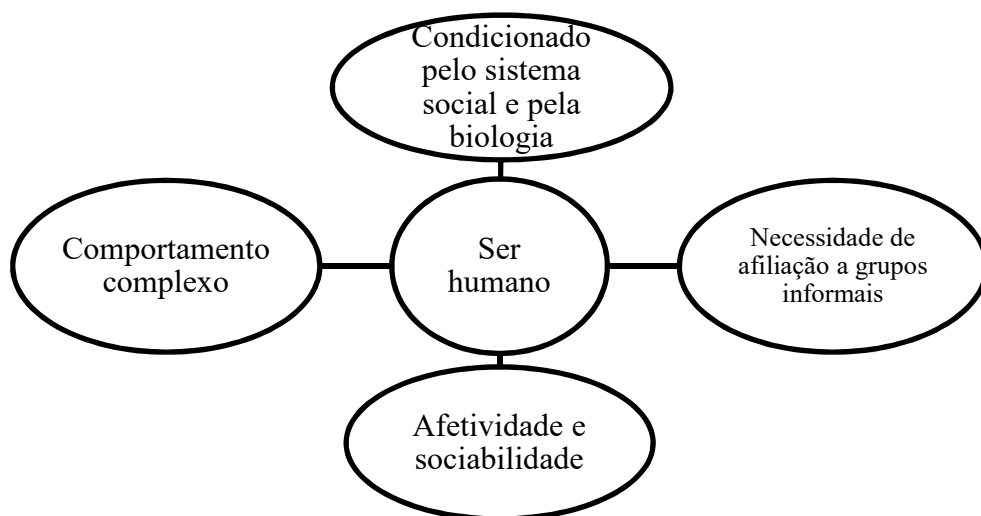 Condicionado
pelo sistema
social e pela
biologia
Comportamento
complexo
Ser
humano
Necessidade de
afiliação a grupos
informais
Afetividade e
sociabilidade